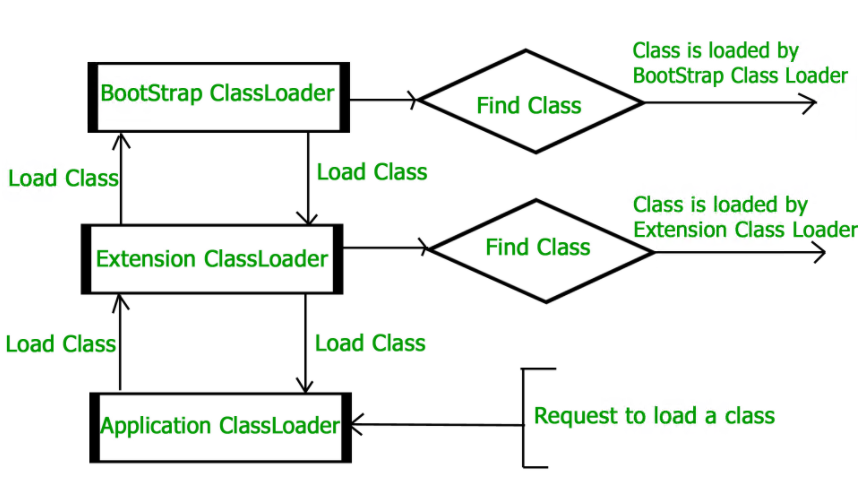 Class is loaded by
BootStrap Class Loader
BootStrap ClassLoader
Find Class
Load Class
Load Class
Class is loaded by
Extension Class Loader
Extension ClassLoader
Find Class
Load Class
Load Class
Application ClassLoader
Request to load a class